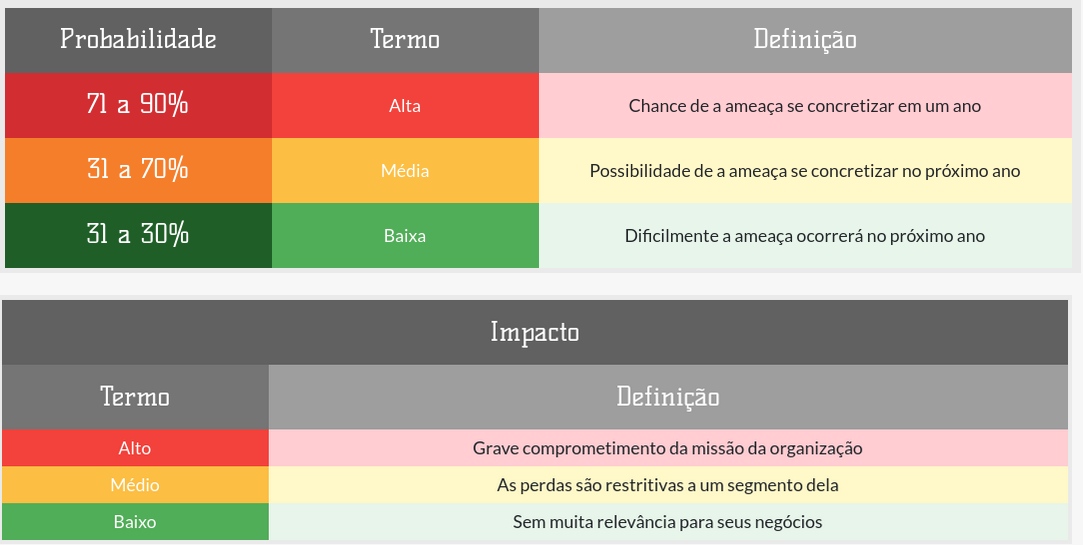 Probabilidade Termo Definição
71 a 90% Alta Chance de a ameaça se concretizar em um ano
31 a 70% Média Possibilidade de a ameaça se concretizar no próximo ano
31 a 30% Baixa Dificilmente a ameaça ocorrerá no próximo ano
Impacto
Termo Definição
Alto Grave comprometimento da missão da organização
Médio As perdas são restritivas a um segmento dela
Baixo Sem muita relevância para seus negócios